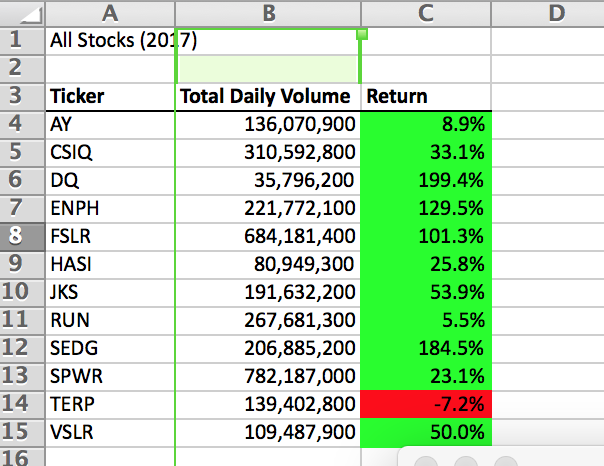 A B C D
1 All Stocks (2017)
2
3 Ticker Total Daily Volume Return
4 AY 136,070,900 8.9%
5 CSIQ 310,592,800 33.1%
6 DQ 35,796,200 199.4%
7 ENPH 221,772,100 129.5%
8 FSLR 684,181,400 101.3%
9 HASI 80,949,300 25.8%
10 JKS 191,632,200 53.9%
11 RUN 267,681,300 5.5%
12 SEDG 206,885,200 184.5%
13 SPWR 782,187,000 23.1%
14 TERP 139,402,800 -7.2%
15 VSLR 109,487,900 50.0%
16